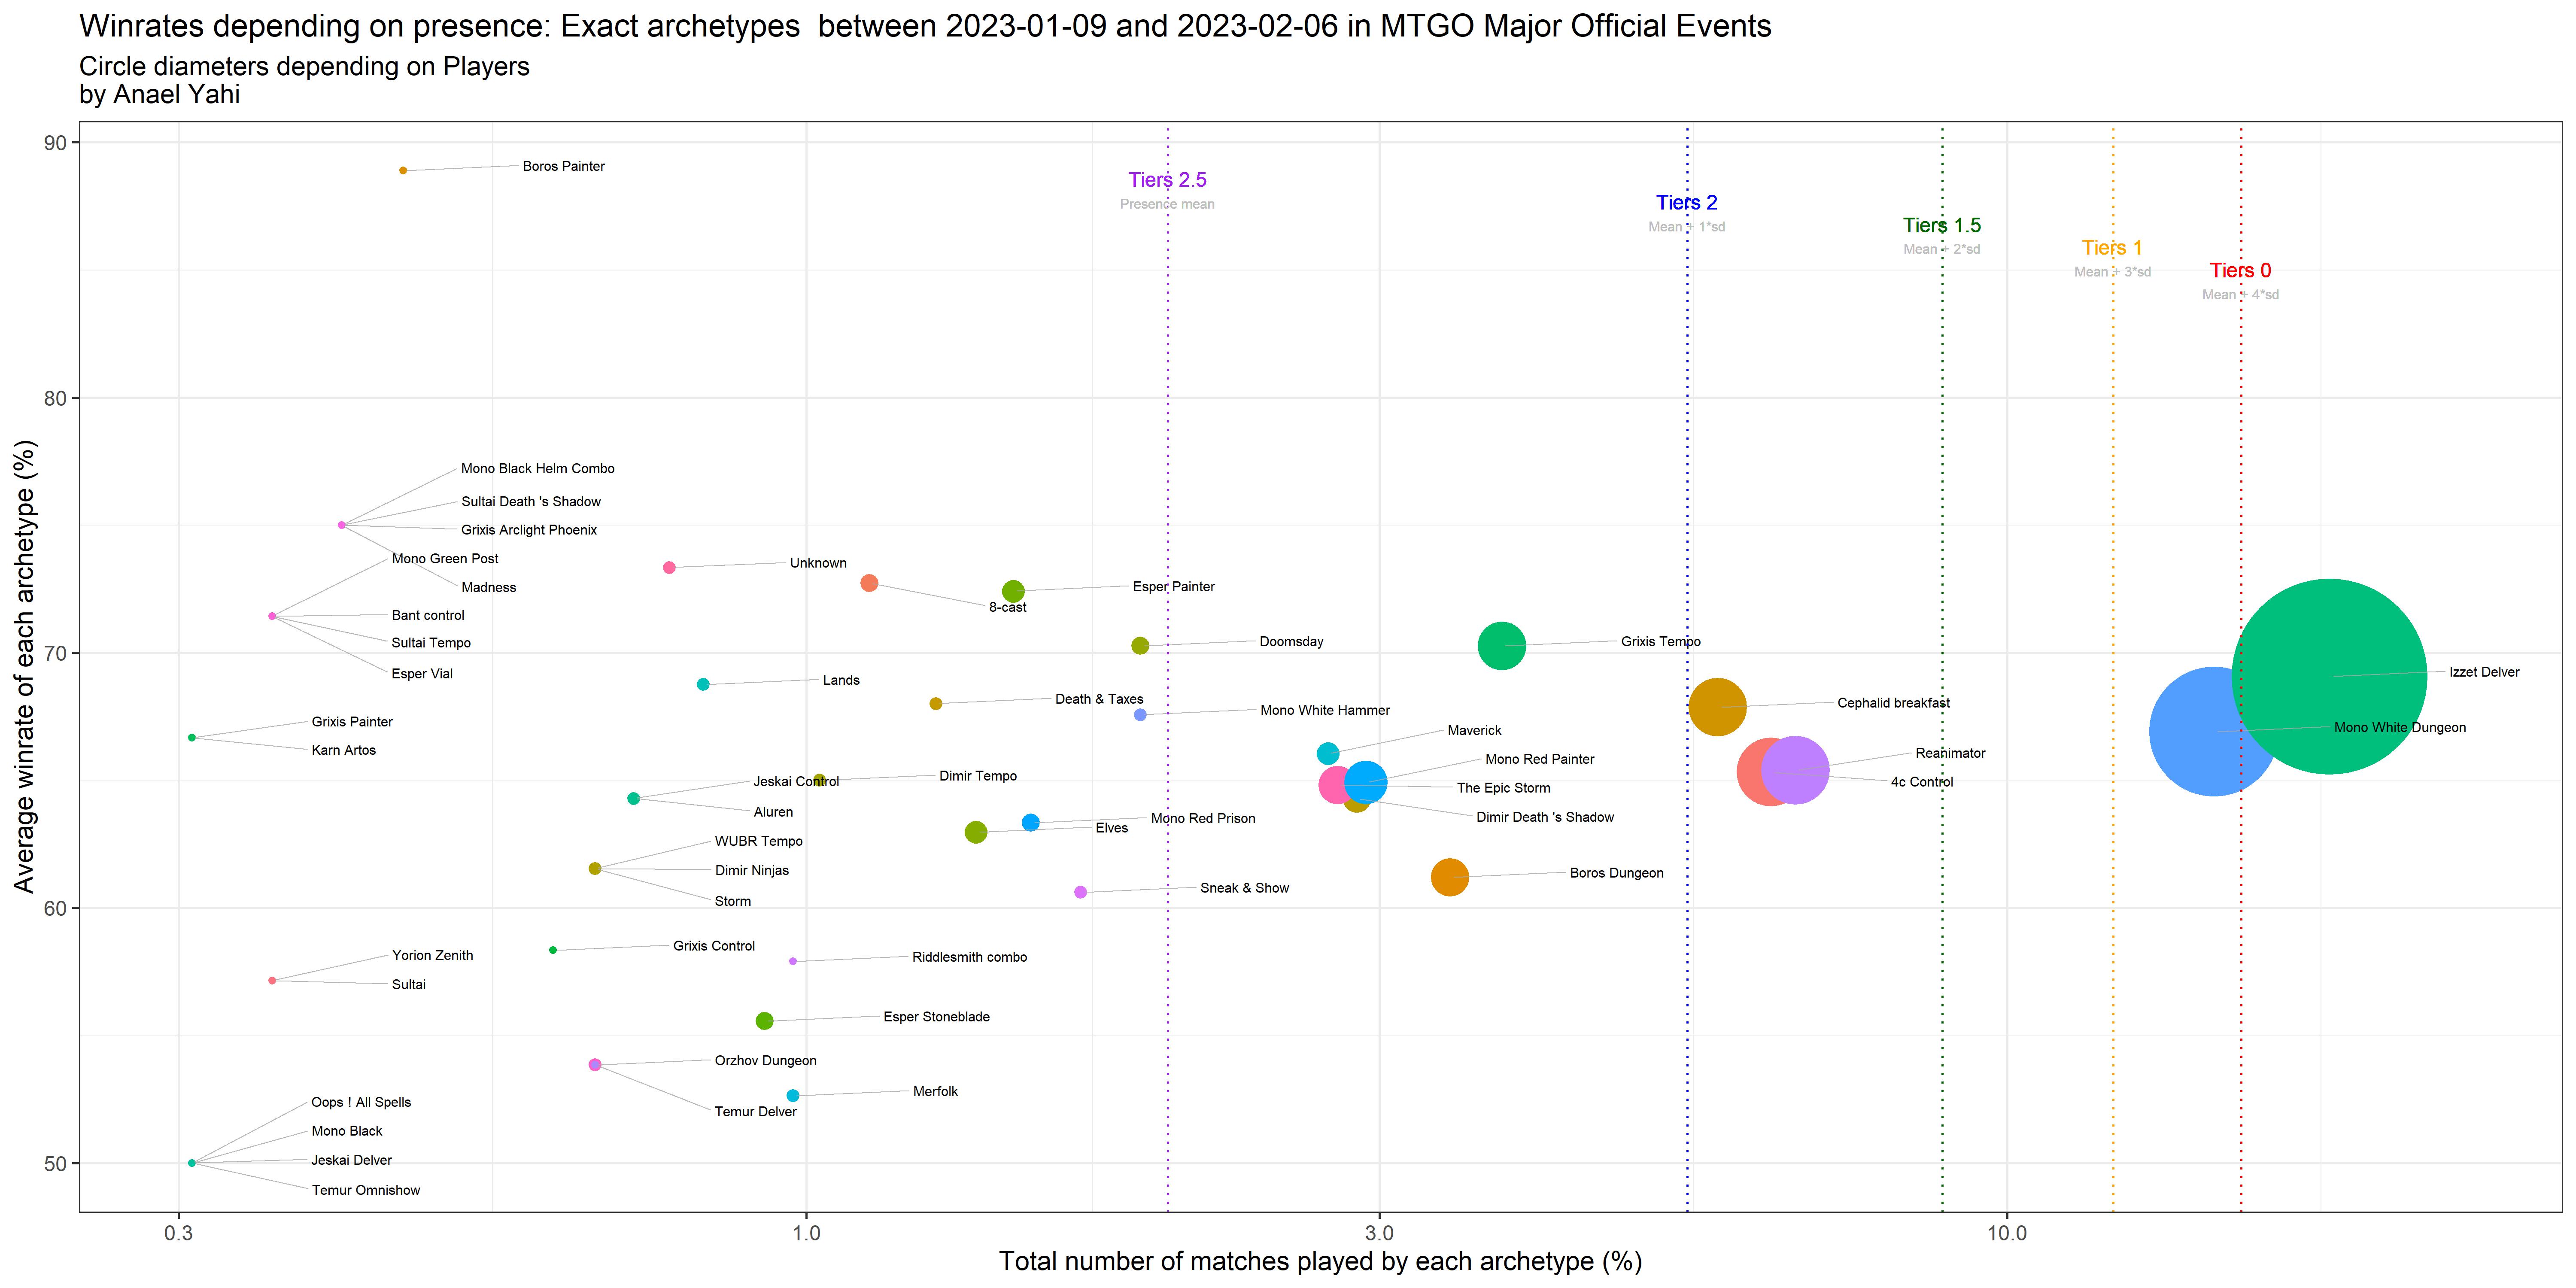 Winrates depending on presence: Exact archetypes  between 2023-01-09 and 2023-02-06 in MTGO Major Official Events
Circle diameters depending on Players
by Anael Yahi
Average winrate of each archetype (%)
90
80
70
60
50
Boros Painter
Tiers 2.5
Presence mean
Tiers 2
Mean + 1*sd
Tiers 1.5
Mean + 2*sd
Tiers 1
Mean + 3*sd
Tiers 0
Mean + 4*sd
Mono Black Helm Combo
Sultai Death 's Shadow
Grixis Arclight Phoenix
Mono Green Post
Madness
Bant control
Sultai Tempo
Esper Vial
Unknown
8-cast
Esper Painter
Doomsday
Grixis Tempo
Izzet Delver
Lands
Death & Taxes
Mono White Hammer
Cephalid breakfast
Mono White Dungeon
Grixis Painter
Karn Artos
Maverick
Mono Red Painter
Reanimator
The Epic Storm
4c Control
Dimir Death 's Shadow
Jeskai Control
Dimir Tempo
Aluren
Mono Red Prison
Elves
WUBR Tempo
Dimir Ninjas
Storm
Sneak & Show
Boros Dungeon
Grixis Control
Riddlesmith combo
Yorion Zenith
Sultai
Esper Stoneblade
Orzhov Dungeon
Temur Delver
Merfolk
Oops ! All Spells
Mono Black
Jeskai Delver
Temur Omnishow
0.3
1.0
3.0
10.0
Total number of matches played by each archetype (%)